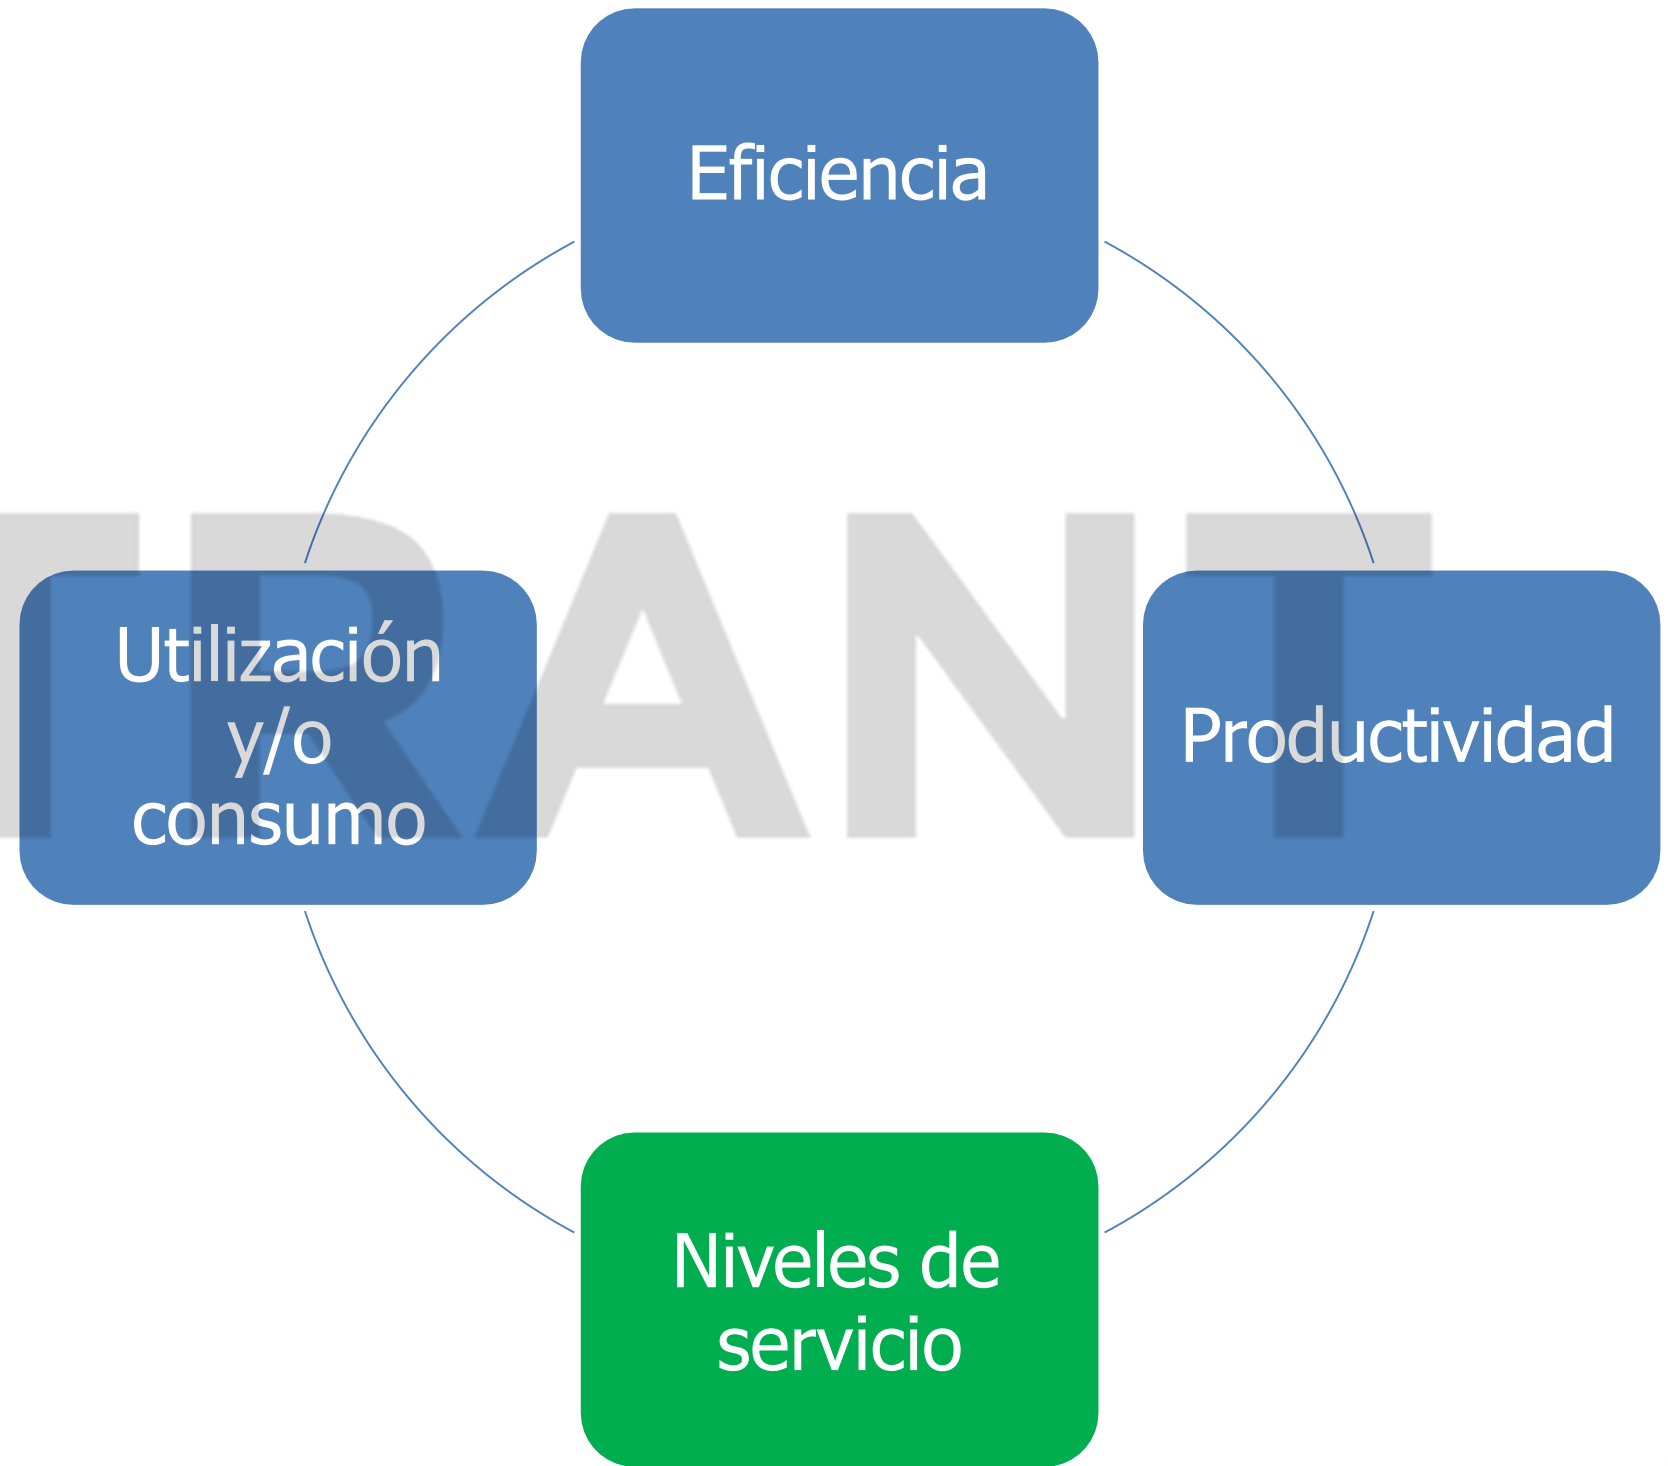 Eficiencia
Utilización
y/o
consumo
Productividad
Niveles de
servicio
TRANT